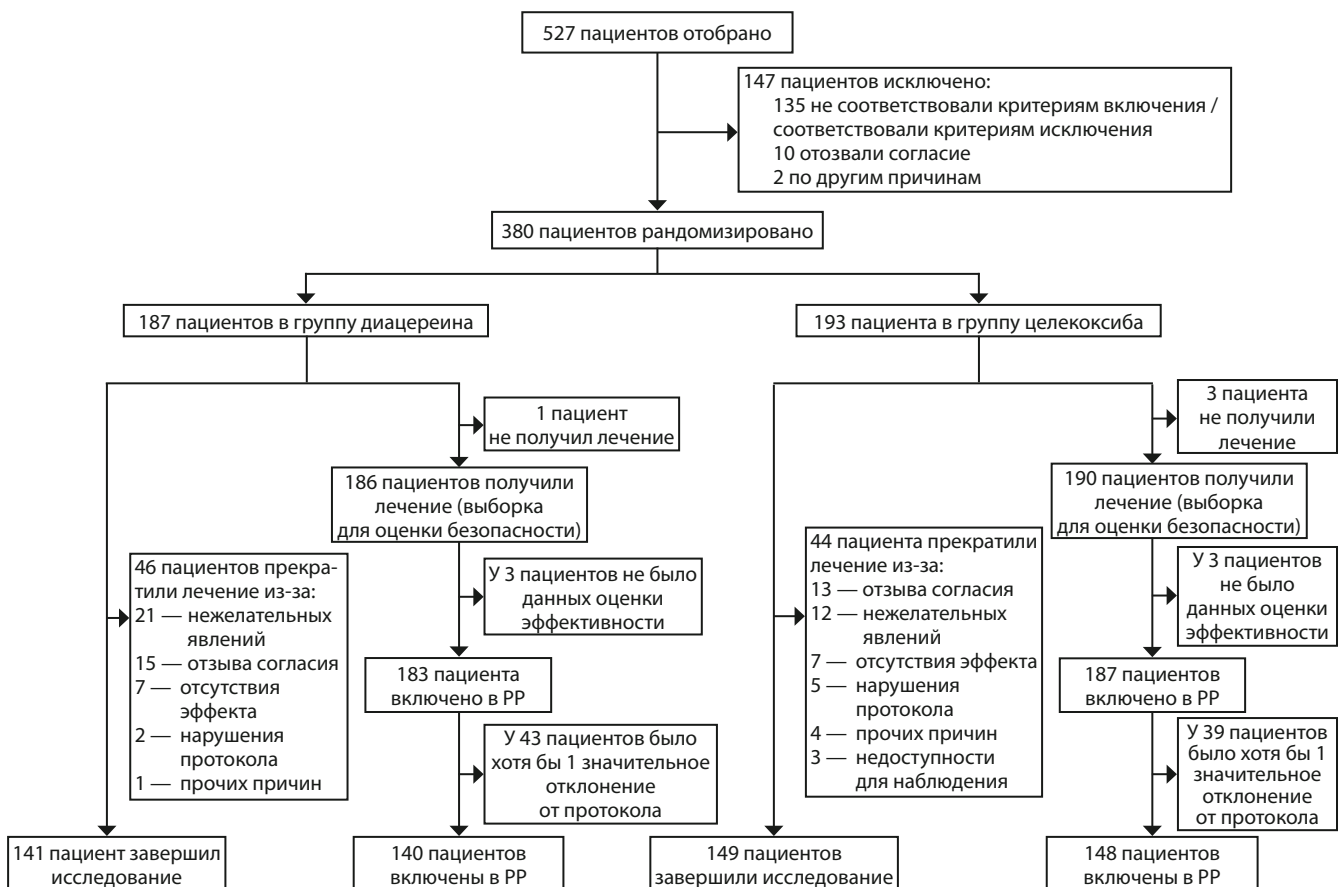 527 пациентов отобрано
147 пациентов исключено:
135 не соответствовали критериям включения /
соответствовали критериям исключения
10 отозвали согласие
2 по другим причинам
380 пациентов рандомизировано
187 пациентов в группу диацереина
193 пациента в группу целекоксиба
1 пациент
не получил лечение
3 пациента
не получили
лечение
186 пациентов получили
лечение (выборка
для оценки безопасности)
190 пациентов получили
лечение (выборка
для оценки безопасности)
46 пациентов прекра-
тили лечение из-за:
21 — нежелательных
явлений
15 — отзыва согласия
7 — отсутствия
эффекта
2 — нарушения
протокола
1 — прочих причин
У 3 пациентов не было
данных оценки
эффективности
44 пациента прекратили
лечение из-за:
13 — отзыва согласия
12 — нежелательных
явлений
7 — отсутствия эффекта
5 — нарушения
протокола
4 — прочих причин
3 — недоступности
для наблюдения
У 3 пациентов
не было
данных оценки
эффективности
183 пациента
включено в РР
187 пациентов
включено в РР
У 43 пациентов было
хотя бы 1 значительное
отклонение
от протокола
У 39 пациентов
было хотя бы 1
значительное
отклонение
от протокола
141 пациент завершил
исследование
140 пациентов
включены в РР
149 пациентов
завершили исследование
148 пациентов
включены в РР